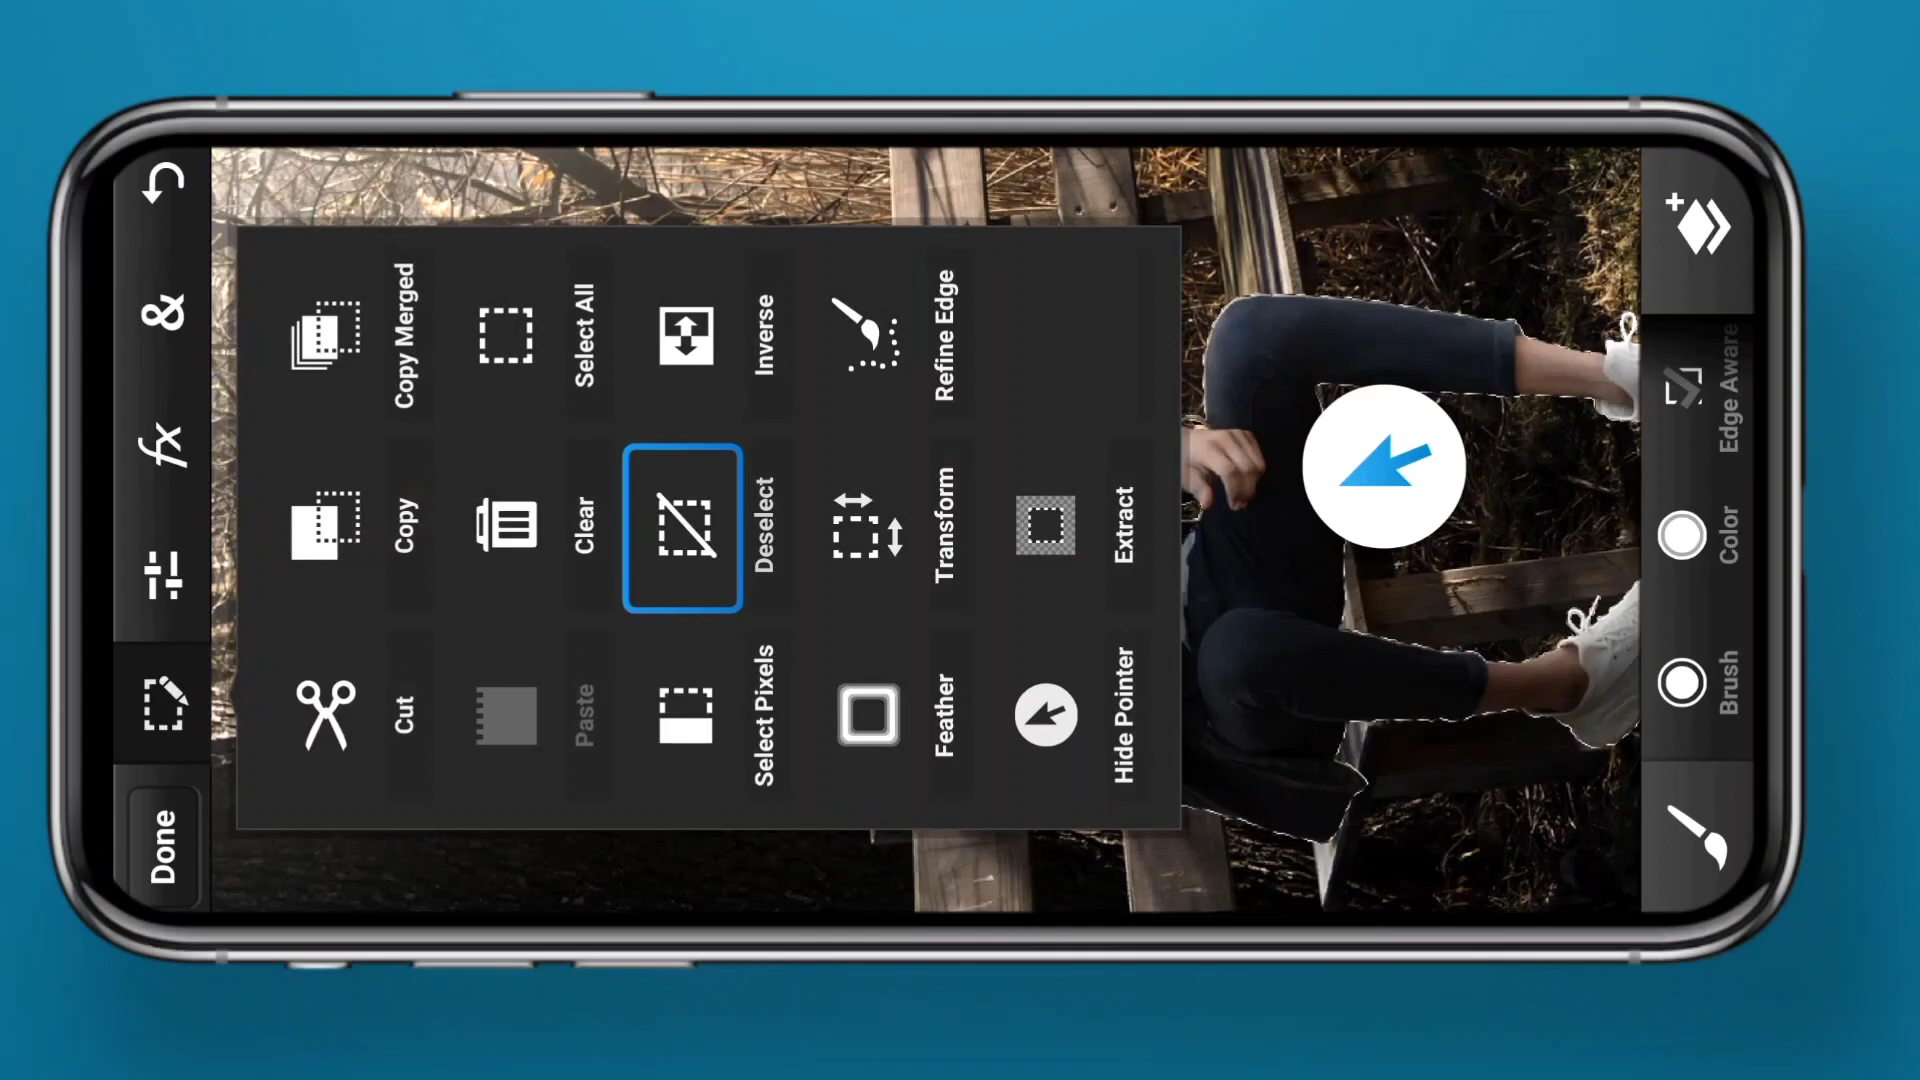 Done
fx
&
Cut
Copy
Copy Merged
Paste
Clear
Select All
Select Pixels
Deselect
Inverse
Feather
Transform
Refine Edge
Hide Pointer
Extract
Brush
Color
Edge Aware